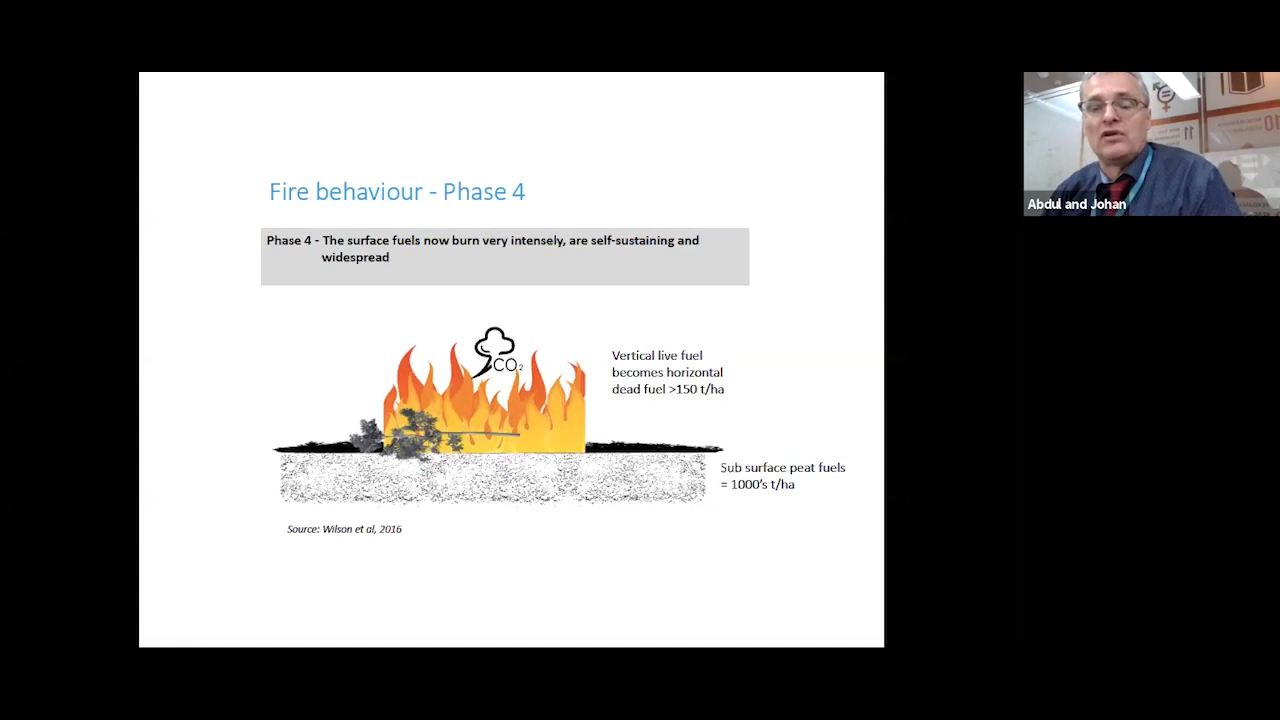 Fire behaviour - Phase 4
Phase 4 - The surface fuels now burn very intensely, are self-sustaining and
widespread
CO₂
Vertical live fuel
becomes horizontal
dead fuel >150 t/ha
Sub surface peat fuels
= 1000's t/ha
Source: Wilson et al, 2016
11
10
Abdul and Johan